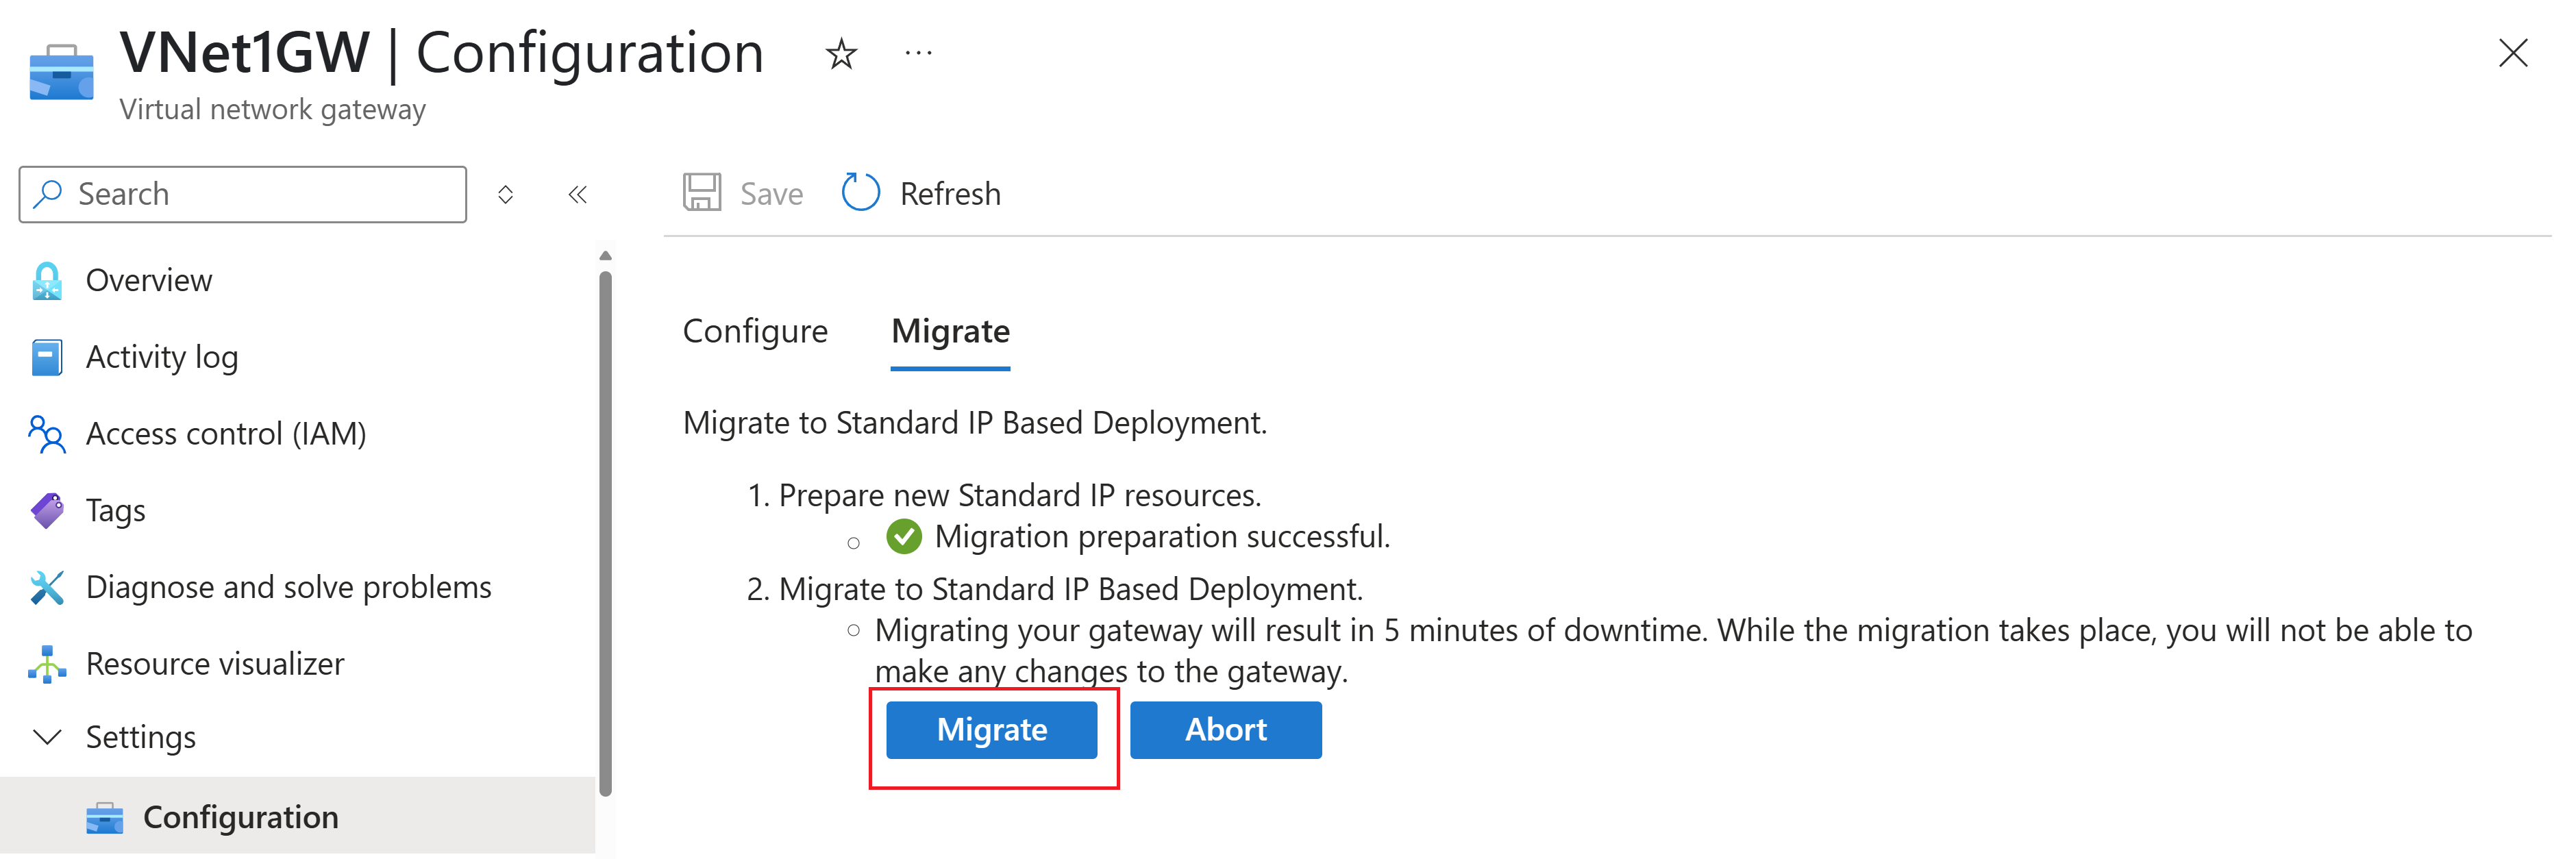 VNet1GW | Configuration
Virtual network gateway
Search
Save
Refresh
Overview
Activity log
Access control (IAM)
Tags
Diagnose and solve problems
Resource visualizer
Settings
Configuration
Configure
Migrate
Migrate to Standard IP Based Deployment.
1. Prepare new Standard IP resources.
Migration preparation successful.
2. Migrate to Standard IP Based Deployment.
Migrating your gateway will result in 5 minutes of downtime. While the migration takes place, you will not be able to
make any changes to the gateway.
Migrate
Abort